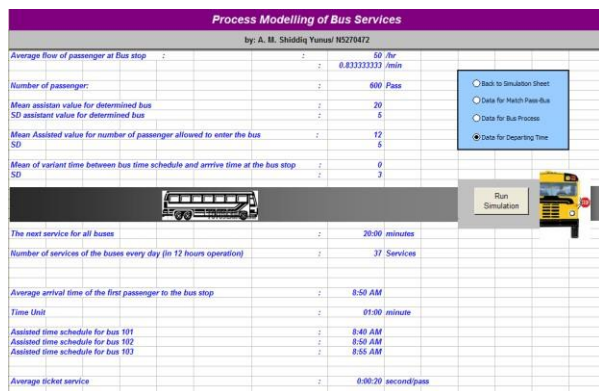 Process Modelling of Bus Services
by: A. M. Shiddiq Yunus/ N5270472
Average flow of passenger at Bus stop : : 50 /hr
: 0.833333333 /min
Number of passenger: : 600 Pass
Mean assistan value for determined bus : 20
SD assistant value for determined bus : 5
Mean Assisted value for number of passenger allowed to enter the bus : 12
SD 5
Mean of variant time between bus time schedule and arrrive time at the bus stop : 0
SD : 3
Back to Simulation Sheet
Data for Match Pass-Bus
Data for Bus Process
Data for Departing Time
Run
Simulation
The next service for all buses : 20:00 minutes
Number of services of the buses every day (in 12 hours operation) : 37 Services
Average arrival time of the first passenger to the bus stop : 8:50 AM
Time Unit : 01:00 minute
Assisted time schedule for bus 101 : 8:40 AM
Assisted time schedule for bus 102 : 8:50 AM
Assisted time schedule for bus 103 : 8:55 AM
Average ticket service : 0:00:20 second/pass